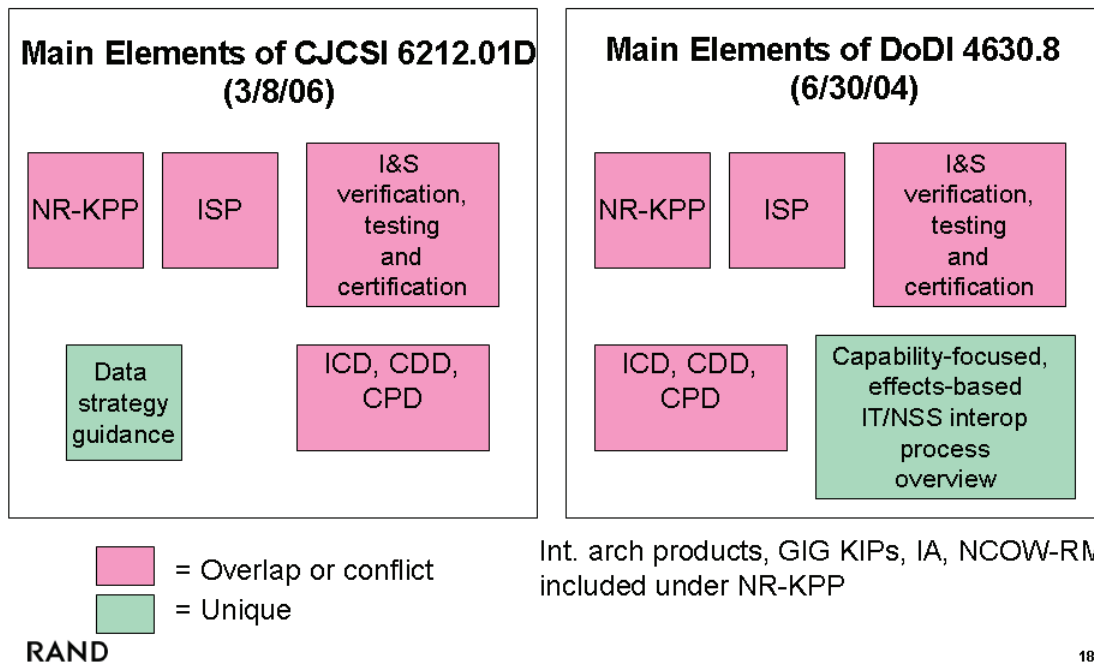 Main Elements of CJCSI 6212.01D
(3/8/06)
NR-KPP
ISP
I&S
verification,
testing
and
certification
Data
strategy
guidance
ICD, CDD,
CPD
Main Elements of DoDI 4630.8
(6/30/04)
NR-KPP
ISP
I&S
verification,
testing
and
certification
ICD, CDD,
CPD
Capability-focused,
effects-based
IT/NSS interop
process
overview
= Overlap or conflict
= Unique
Int. arch products, GIG KIPs, IA, NCOW-RM
included under NR-KPP
RAND
18